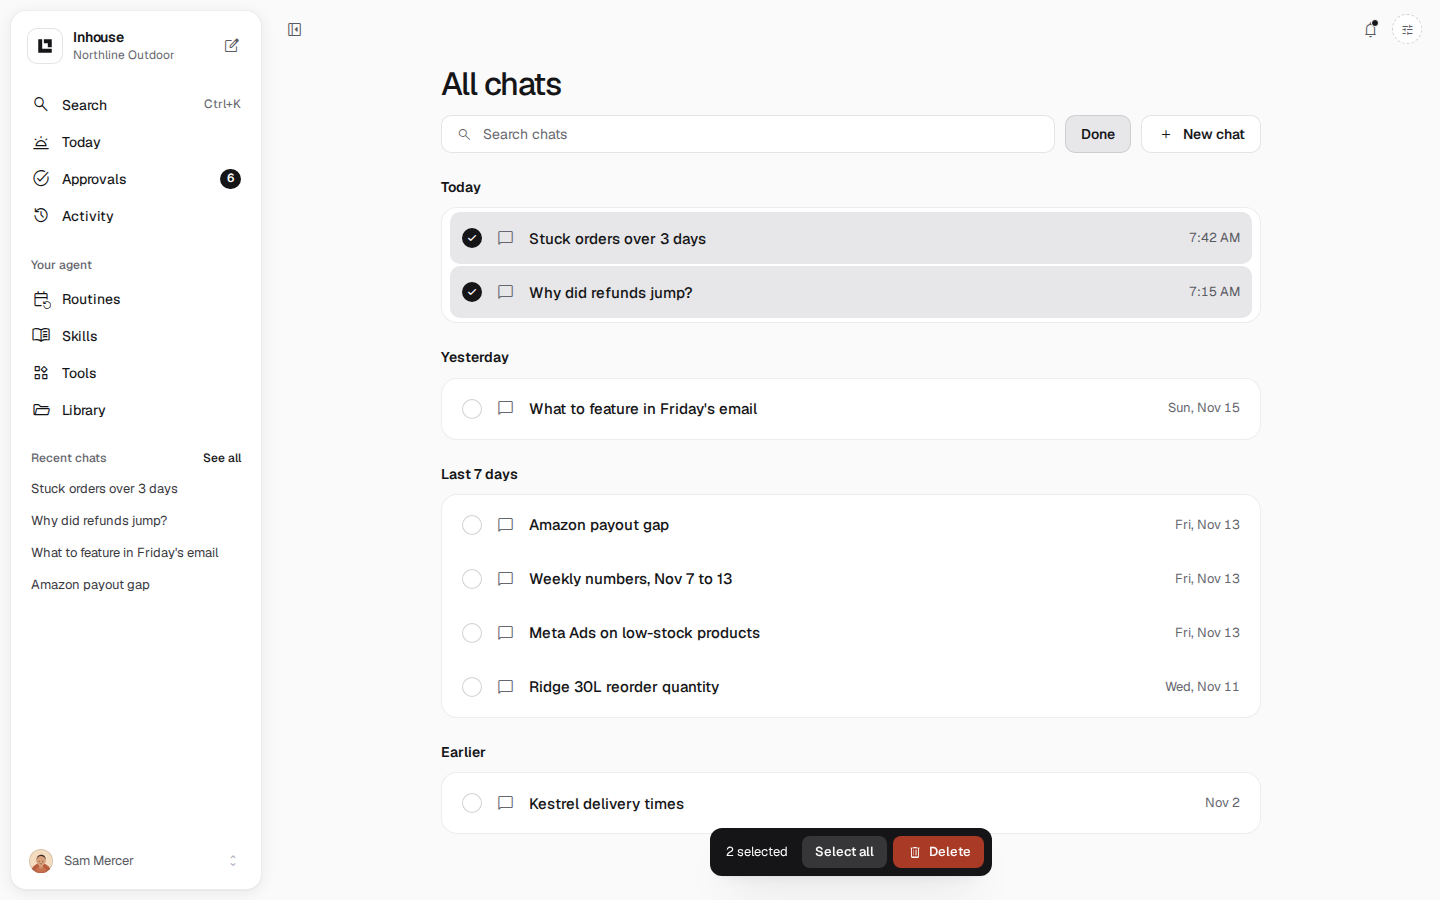 Inhouse
Northline Outdoor
Search Ctrl+K
Today
Approvals 6
Activity
Your agent
Routines
Skills
Tools
Library
Recent chats See all
Stuck orders over 3 days
Why did refunds jump?
What to feature in Friday's email
Amazon payout gap
Sam Mercer
All chats
Search chats Done New chat
Today
Stuck orders over 3 days 7:42 AM
Why did refunds jump? 7:15 AM
Yesterday
What to feature in Friday's email Sun, Nov 15
Last 7 days
Amazon payout gap Fri, Nov 13
Weekly numbers, Nov 7 to 13 Fri, Nov 13
Meta Ads on low-stock products Fri, Nov 13
Ridge 30L reorder quantity Wed, Nov 11
Earlier
Kestrel delivery times Nov 2
2 selected Select all Delete